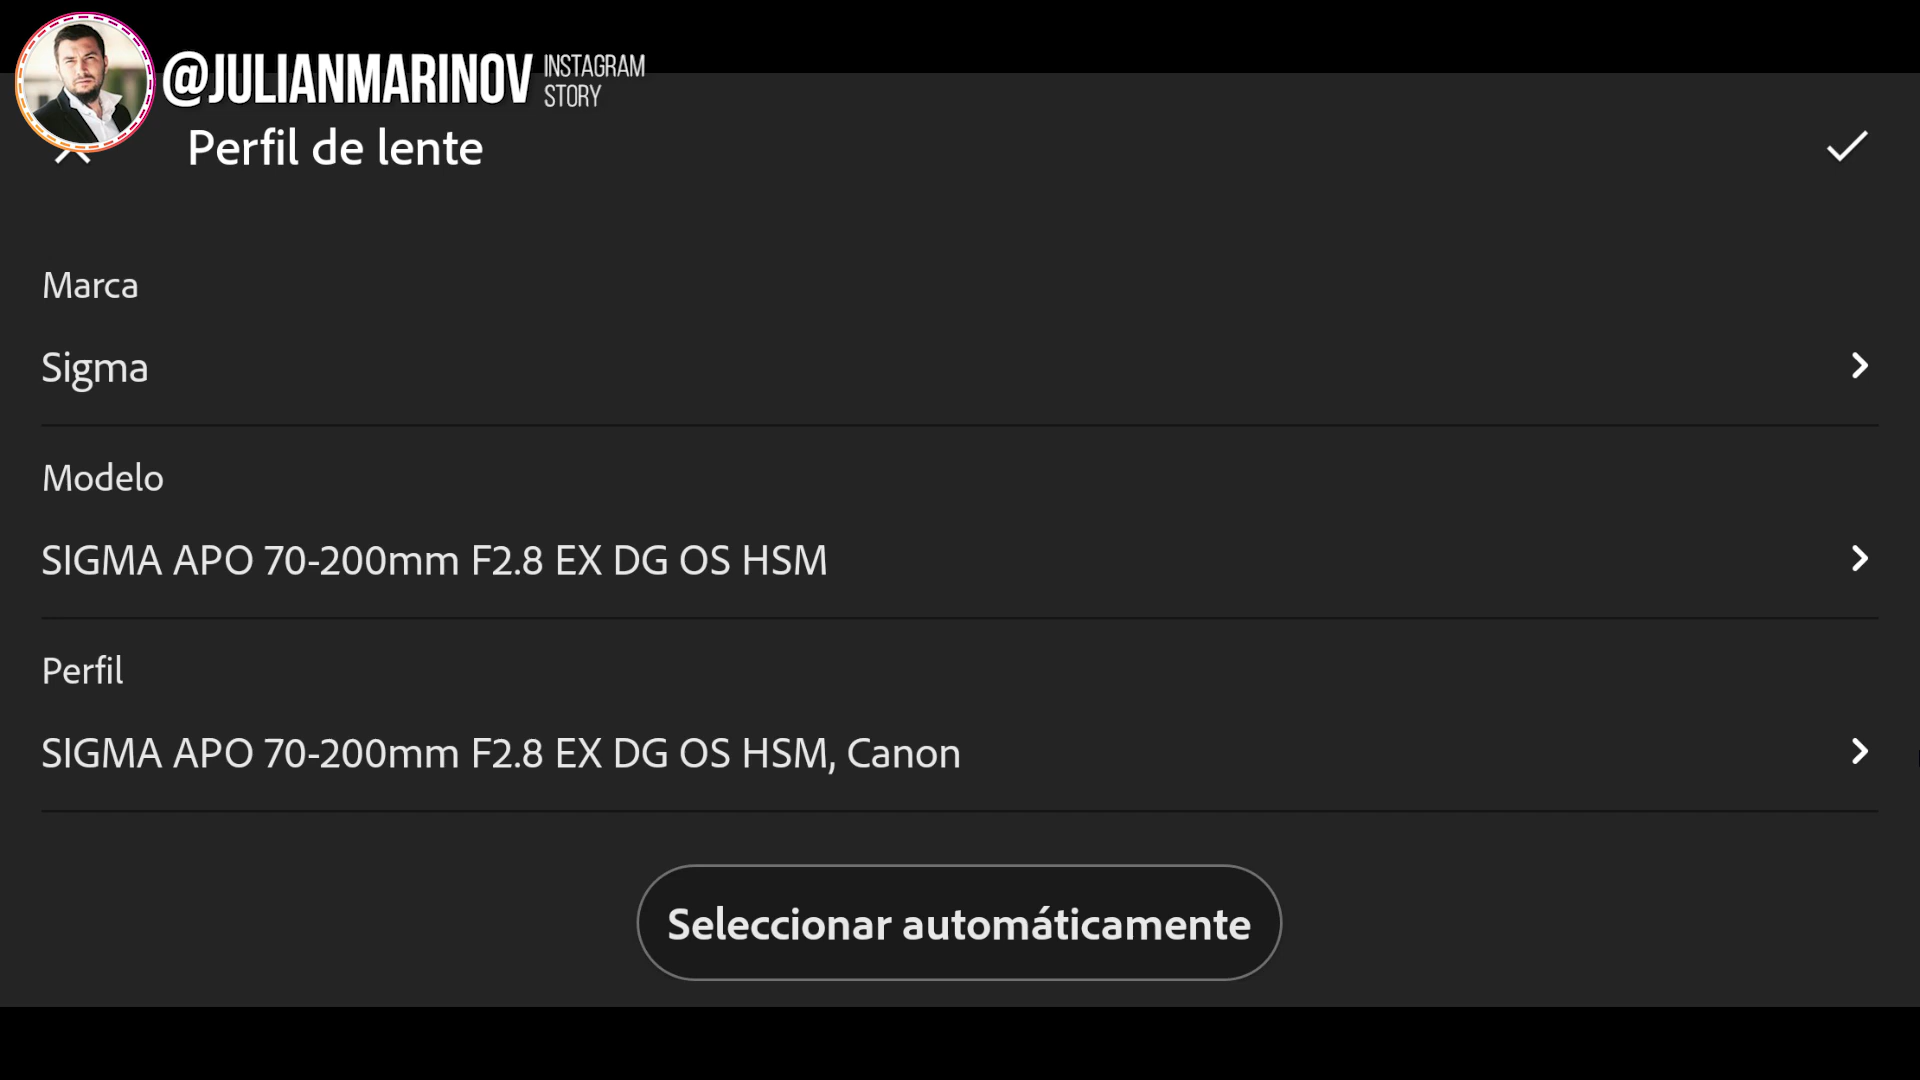 @JULIANMARINOV INSTAGRAM STORY
Perfil de lente
Marca
Sigma
Modelo
SIGMA APO 70-200mm F2.8 EX DG OS HSM
Perfil
SIGMA APO 70-200mm F2.8 EX DG OS HSM, Canon
Seleccionar automáticamente